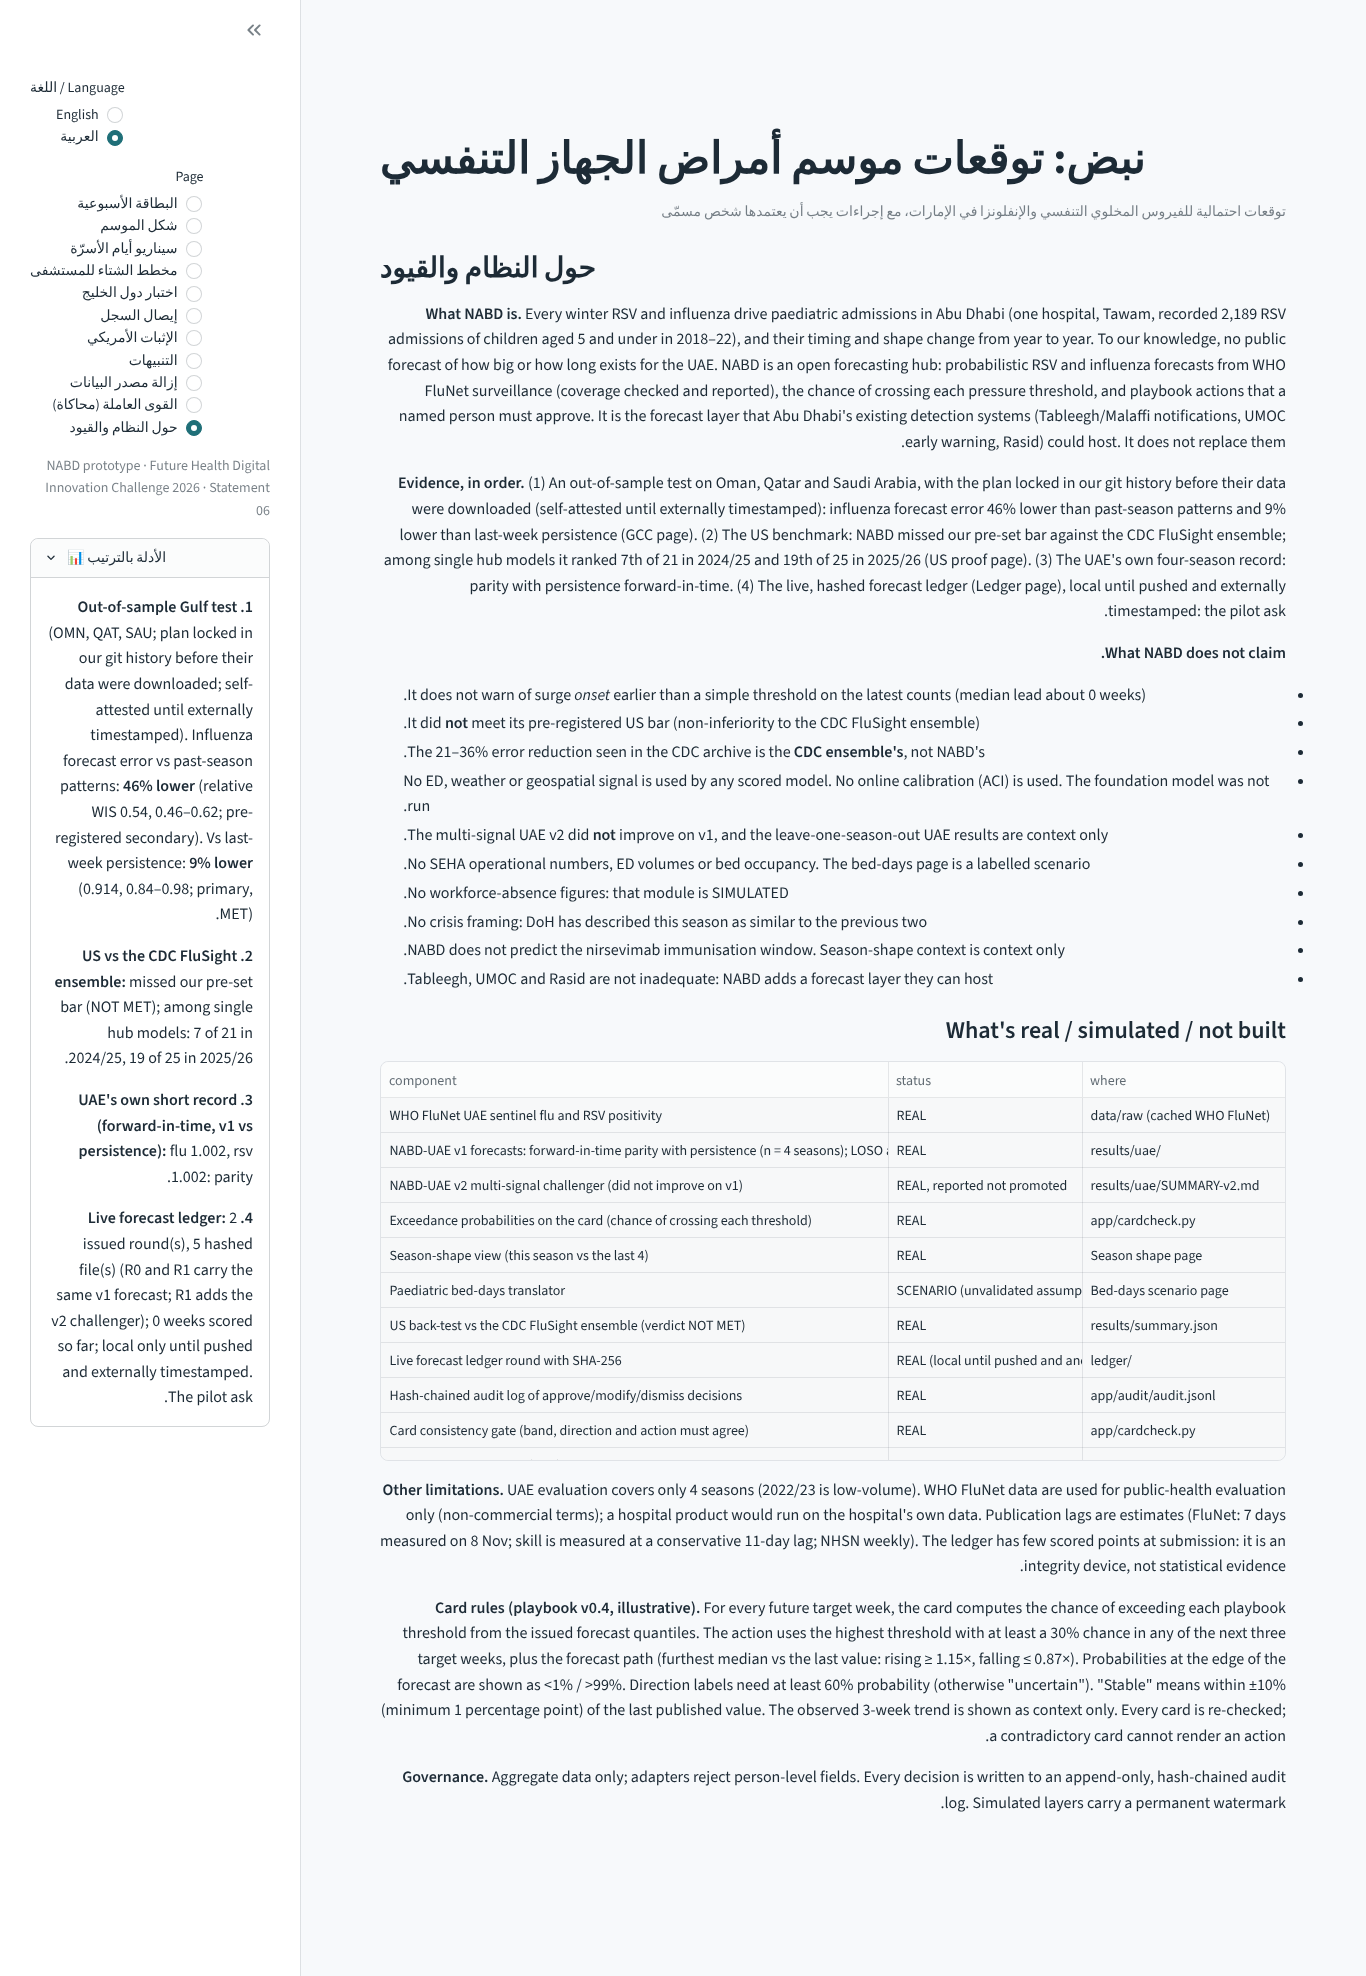 اللغة / Language
English
العربية
Page
البطاقة الأسبوعية
شكل الموسم
سيناريو أيام الأسرّة
مخطط الشتاء للمستشفى
اختبار دول الخليج
إيصال السجل
الإثبات الأمريكي
التنبيهات
إزالة مصدر البيانات
القوى العاملة (محاكاة)
حول النظام والقيود
NABD prototype · Future Health Digital
Innovation Challenge 2026 · Statement
06
الأدلة بالترتيب 📊
1. Out-of-sample Gulf test
(OMN, QAT, SAU; plan locked in
our git history before their
data were downloaded; self-
attested until externally
timestamped). Influenza
forecast error vs past-season
patterns: 46% lower (relative
WIS 0.54, 0.46–0.62; pre-
registered secondary). Vs last-
week persistence: 9% lower
(0.914, 0.84–0.98; primary,
MET).
2. US vs the CDC FluSight
ensemble: missed our pre-set
bar (NOT MET); among single
hub models: 7 of 21 in
2024/25, 19 of 25 in 2025/26.
3. UAE's own short record
(forward-in-time, v1 vs
persistence): flu 1.002, rsv
1.002: parity.
4. Live forecast ledger: 2
issued round(s), 5 hashed
file(s) (R0 and R1 carry the
same v1 forecast; R1 adds the
v2 challenger); 0 weeks scored
so far; local only until pushed
and externally timestamped.
The pilot ask.
نبض: توقعات موسم أمراض الجهاز التنفسي
توقعات احتمالية للفيروس المخلوي التنفسي والإنفلونزا في الإمارات، مع إجراءات يجب أن يعتمدها شخص مسمّى
حول النظام والقيود
What NABD is. Every winter RSV and influenza drive paediatric admissions in Abu Dhabi (one hospital, Tawam, recorded 2,189 RSV
admissions of children aged 5 and under in 2018–22), and their timing and shape change from year to year. To our knowledge, no public
forecast of how big or how long exists for the UAE. NABD is an open forecasting hub: probabilistic RSV and influenza forecasts from WHO
FluNet surveillance (coverage checked and reported), the chance of crossing each pressure threshold, and playbook actions that a
named person must approve. It is the forecast layer that Abu Dhabi's existing detection systems (Tableegh/Malaffi notifications, UMOC
early warning, Rasid) could host. It does not replace them.
Evidence, in order. (1) An out-of-sample test on Oman, Qatar and Saudi Arabia, with the plan locked in our git history before their data
were downloaded (self-attested until externally timestamped): influenza forecast error 46% lower than past-season patterns and 9%
lower than last-week persistence (GCC page). (2) The US benchmark: NABD missed our pre-set bar against the CDC FluSight ensemble;
among single hub models it ranked 7th of 21 in 2024/25 and 19th of 25 in 2025/26 (US proof page). (3) The UAE's own four-season record:
parity with persistence forward-in-time. (4) The live, hashed forecast ledger (Ledger page), local until pushed and externally
timestamped: the pilot ask.
What NABD does not claim.
• It does not warn of surge onset earlier than a simple threshold on the latest counts (median lead about 0 weeks).
• It did not meet its pre-registered US bar (non-inferiority to the CDC FluSight ensemble).
• The 21–36% error reduction seen in the CDC archive is the CDC ensemble's, not NABD's.
• No ED, weather or geospatial signal is used by any scored model. No online calibration (ACI) is used. The foundation model was not
run.
• The multi-signal UAE v2 did not improve on v1, and the leave-one-season-out UAE results are context only.
• No SEHA operational numbers, ED volumes or bed occupancy. The bed-days page is a labelled scenario.
• No workforce-absence figures: that module is SIMULATED.
• No crisis framing: DoH has described this season as similar to the previous two.
• NABD does not predict the nirsevimab immunisation window. Season-shape context is context only.
• Tableegh, UMOC and Rasid are not inadequate: NABD adds a forecast layer they can host.
What's real / simulated / not built
component status where
WHO FluNet UAE sentinel flu and RSV positivity REAL data/raw (cached WHO FluNet)
NABD-UAE v1 forecasts: forward-in-time parity with persistence (n = 4 seasons); LOSO REAL results/uae/
NABD-UAE v2 multi-signal challenger (did not improve on v1) REAL, reported not promoted results/uae/SUMMARY-v2.md
Exceedance probabilities on the card (chance of crossing each threshold) REAL app/cardcheck.py
Season-shape view (this season vs the last 4) REAL Season shape page
Paediatric bed-days translator SCENARIO (unvalidated assump Bed-days scenario page
US back-test vs the CDC FluSight ensemble (verdict NOT MET) REAL results/summary.json
Live forecast ledger round with SHA-256 REAL (local until pushed and an ledger/
Hash-chained audit log of approve/modify/dismiss decisions REAL app/audit/audit.jsonl
Card consistency gate (band, direction and action must agree) REAL app/cardcheck.py
Other limitations. UAE evaluation covers only 4 seasons (2022/23 is low-volume). WHO FluNet data are used for public-health evaluation
only (non-commercial terms); a hospital product would run on the hospital's own data. Publication lags are estimates (FluNet: 7 days
measured on 8 Nov; skill is measured at a conservative 11-day lag; NHSN weekly). The ledger has few scored points at submission: it is an
integrity device, not statistical evidence.
Card rules (playbook v0.4, illustrative). For every future target week, the card computes the chance of exceeding each playbook
threshold from the issued forecast quantiles. The action uses the highest threshold with at least a 30% chance in any of the next three
target weeks, plus the forecast path (furthest median vs the last value: rising ≥ 1.15×, falling ≤ 0.87×). Probabilities at the edge of the
forecast are shown as <1% / >99%. Direction labels need at least 60% probability (otherwise "uncertain"). "Stable" means within ±10%
(minimum 1 percentage point) of the last published value. The observed 3-week trend is shown as context only. Every card is re-checked;
a contradictory card cannot render an action.
Governance. Aggregate data only; adapters reject person-level fields. Every decision is written to an append-only, hash-chained audit
log. Simulated layers carry a permanent watermark.